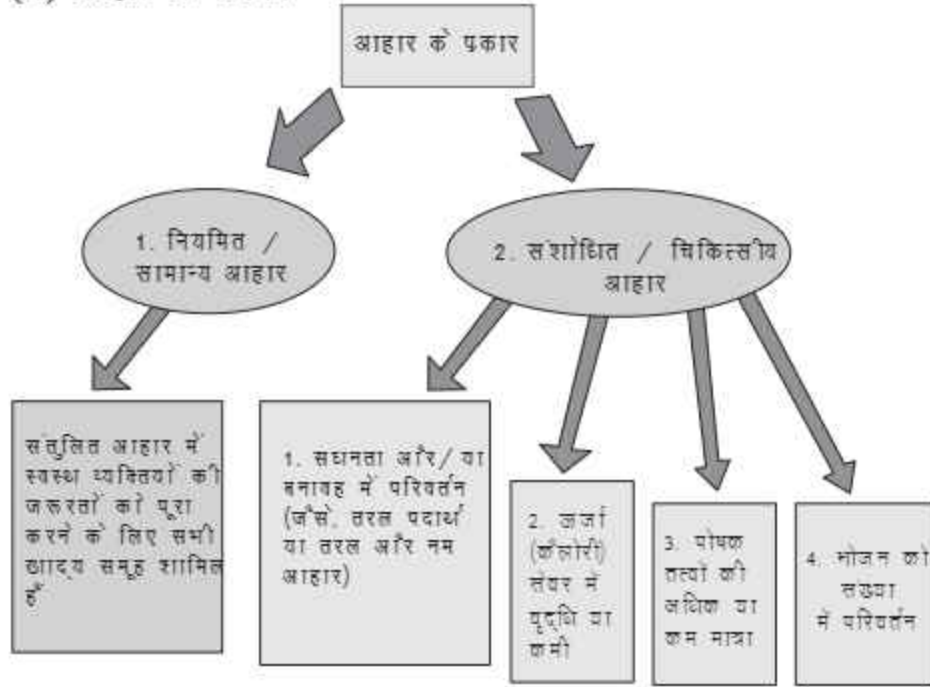 आहार के प्रकार
1. नियमित /
सामान्य आहार
2. संशोधित / चिकित्सीय
आहार
संतुलित आहार में
स्वस्थ व्यक्तियों की
जरूरतों को पूरा
करने के लिए सभी
खाद्य समूह शामिल
हैं
1. सघनता और/या
बनावह में परिवर्तन
(जैसे, तरल पदार्थ
या तरल और नम
आहार)
2. ऊर्जा
(कैलोरी)
लेवर में
वृद्धि या
कमी
3. पोषक
तत्वों की
अधिक या
कम मात्रा
4. भोजन को
संख्या
में परिवर्तन